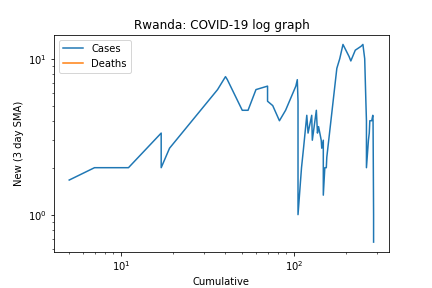 Rwanda: COVID-19 log graph
Cases
Deaths
10¹
10⁰
New (3 day SMA)
10¹
10²
Cumulative